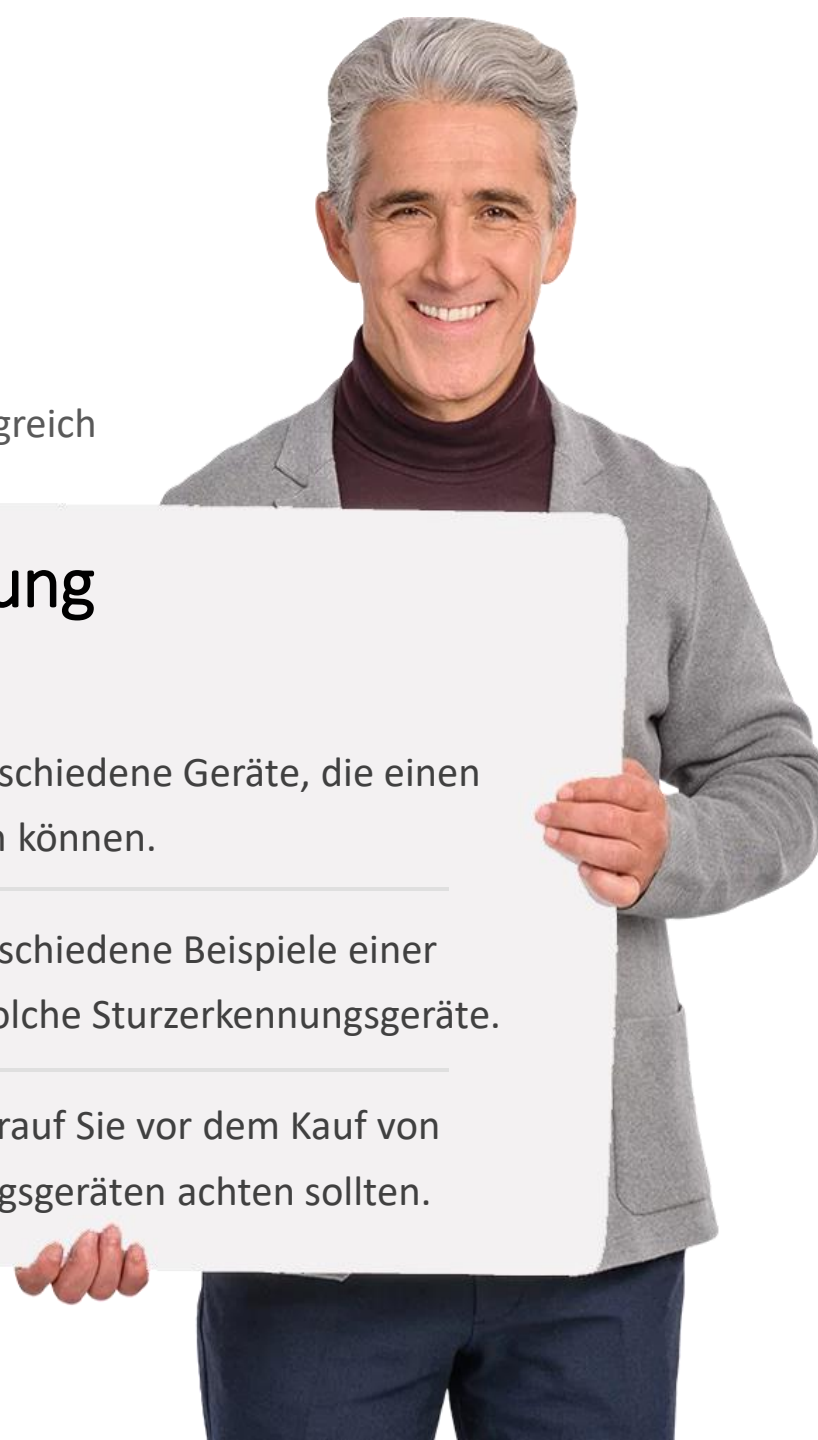 greich
ung
schiedene Geräte, die einen
n können.
schiedene Beispiele einer
olche Sturzerkennungsgeräte.
rauf Sie vor dem Kauf von
gsgeräten achten sollten.